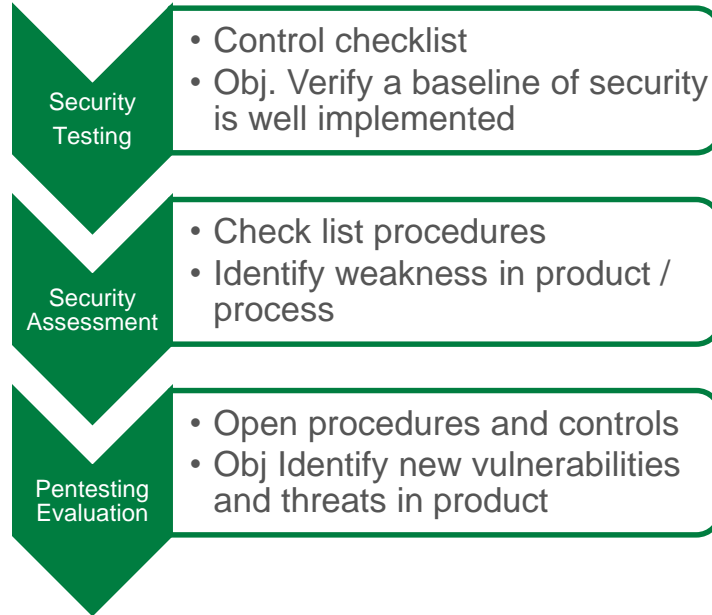 Security
Testing
• Control checklist
• Obj. Verify a baseline of security
is well implemented
Security
Assessment
• Check list procedures
• Identify weakness in product /
process
Pentesting
Evaluation
• Open procedures and controls
• Obj Identify new vulnerabilities
and threats in product